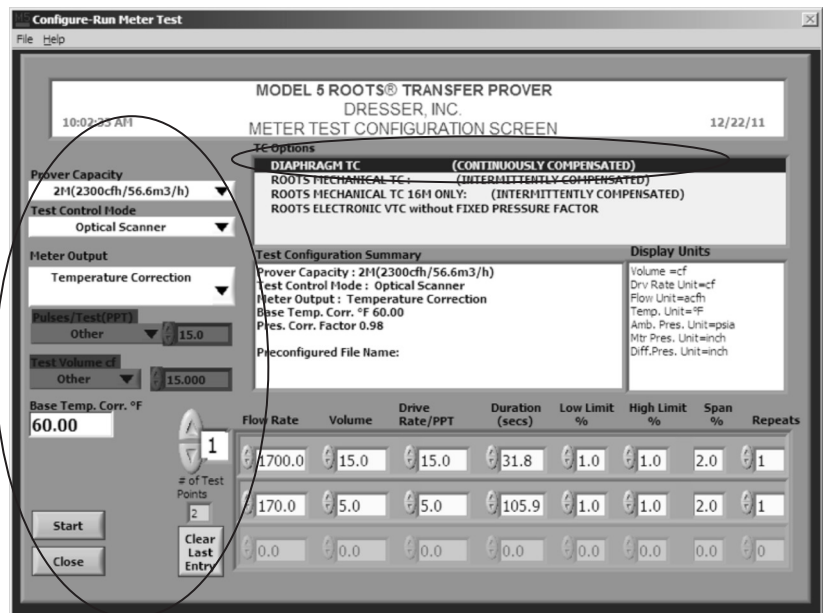 Configure-Run Meter Test
File Help
MODEL 5 ROOTS® TRANSFER PROVER
DRESSER, INC.
10:02:35 AM
METER TEST CONFIGURATION SCREEN
12/22/11
TC Options
DIAPHRAGM TC (CONTINUOUSLY COMPENSATED)
ROOTS MECHANICAL TC : (INTERMITTENTLY COMPENSATED)
ROOTS MECHANICAL TC 16M ONLY: (INTERMITTENTLY COMPENSATED)
ROOTS ELECTRONIC VTC without FIXED PRESSURE FACTOR
Prover Capacity
2M(2300cfh/56.6m3/h)
Test Control Mode
Optical Scanner
Meter Output
Temperature Correction
Pulses/Test(PPT)
Other 15.0
Test Volume cf
Other 15.000
Base Temp. Corr. °F
60.00
1
# of Test
Points
2
Start
Close
Clear
Last
Entry
Test Configuration Summary
Prover Capacity : 2M(2300cfh/56.6m3/h)
Test Control Mode : Optical Scanner
Meter Output : Temperature Correction
Base Temp. Corr. °F 60.00
Pres. Corr. Factor 0.98
Preconfigured File Name:
Display Units
Volume =cf
Drv Rate Unit=cf
Flow Unit=acfh
Temp. Unit=°F
Amb. Pres. Unit=psia
Mtr Pres. Unit=inch
Diff.Pres. Unit=inch
Flow Rate Volume Drive Rate/PPT Duration (secs) Low Limit % High Limit % Span % Repeats
1700.0 15.0 15.0 31.8 1.0 1.0 2.0 1
170.0 5.0 5.0 105.9 1.0 1.0 2.0 1
0.0 0.0 0.0 0.0 0.0 0.0 0.0 0